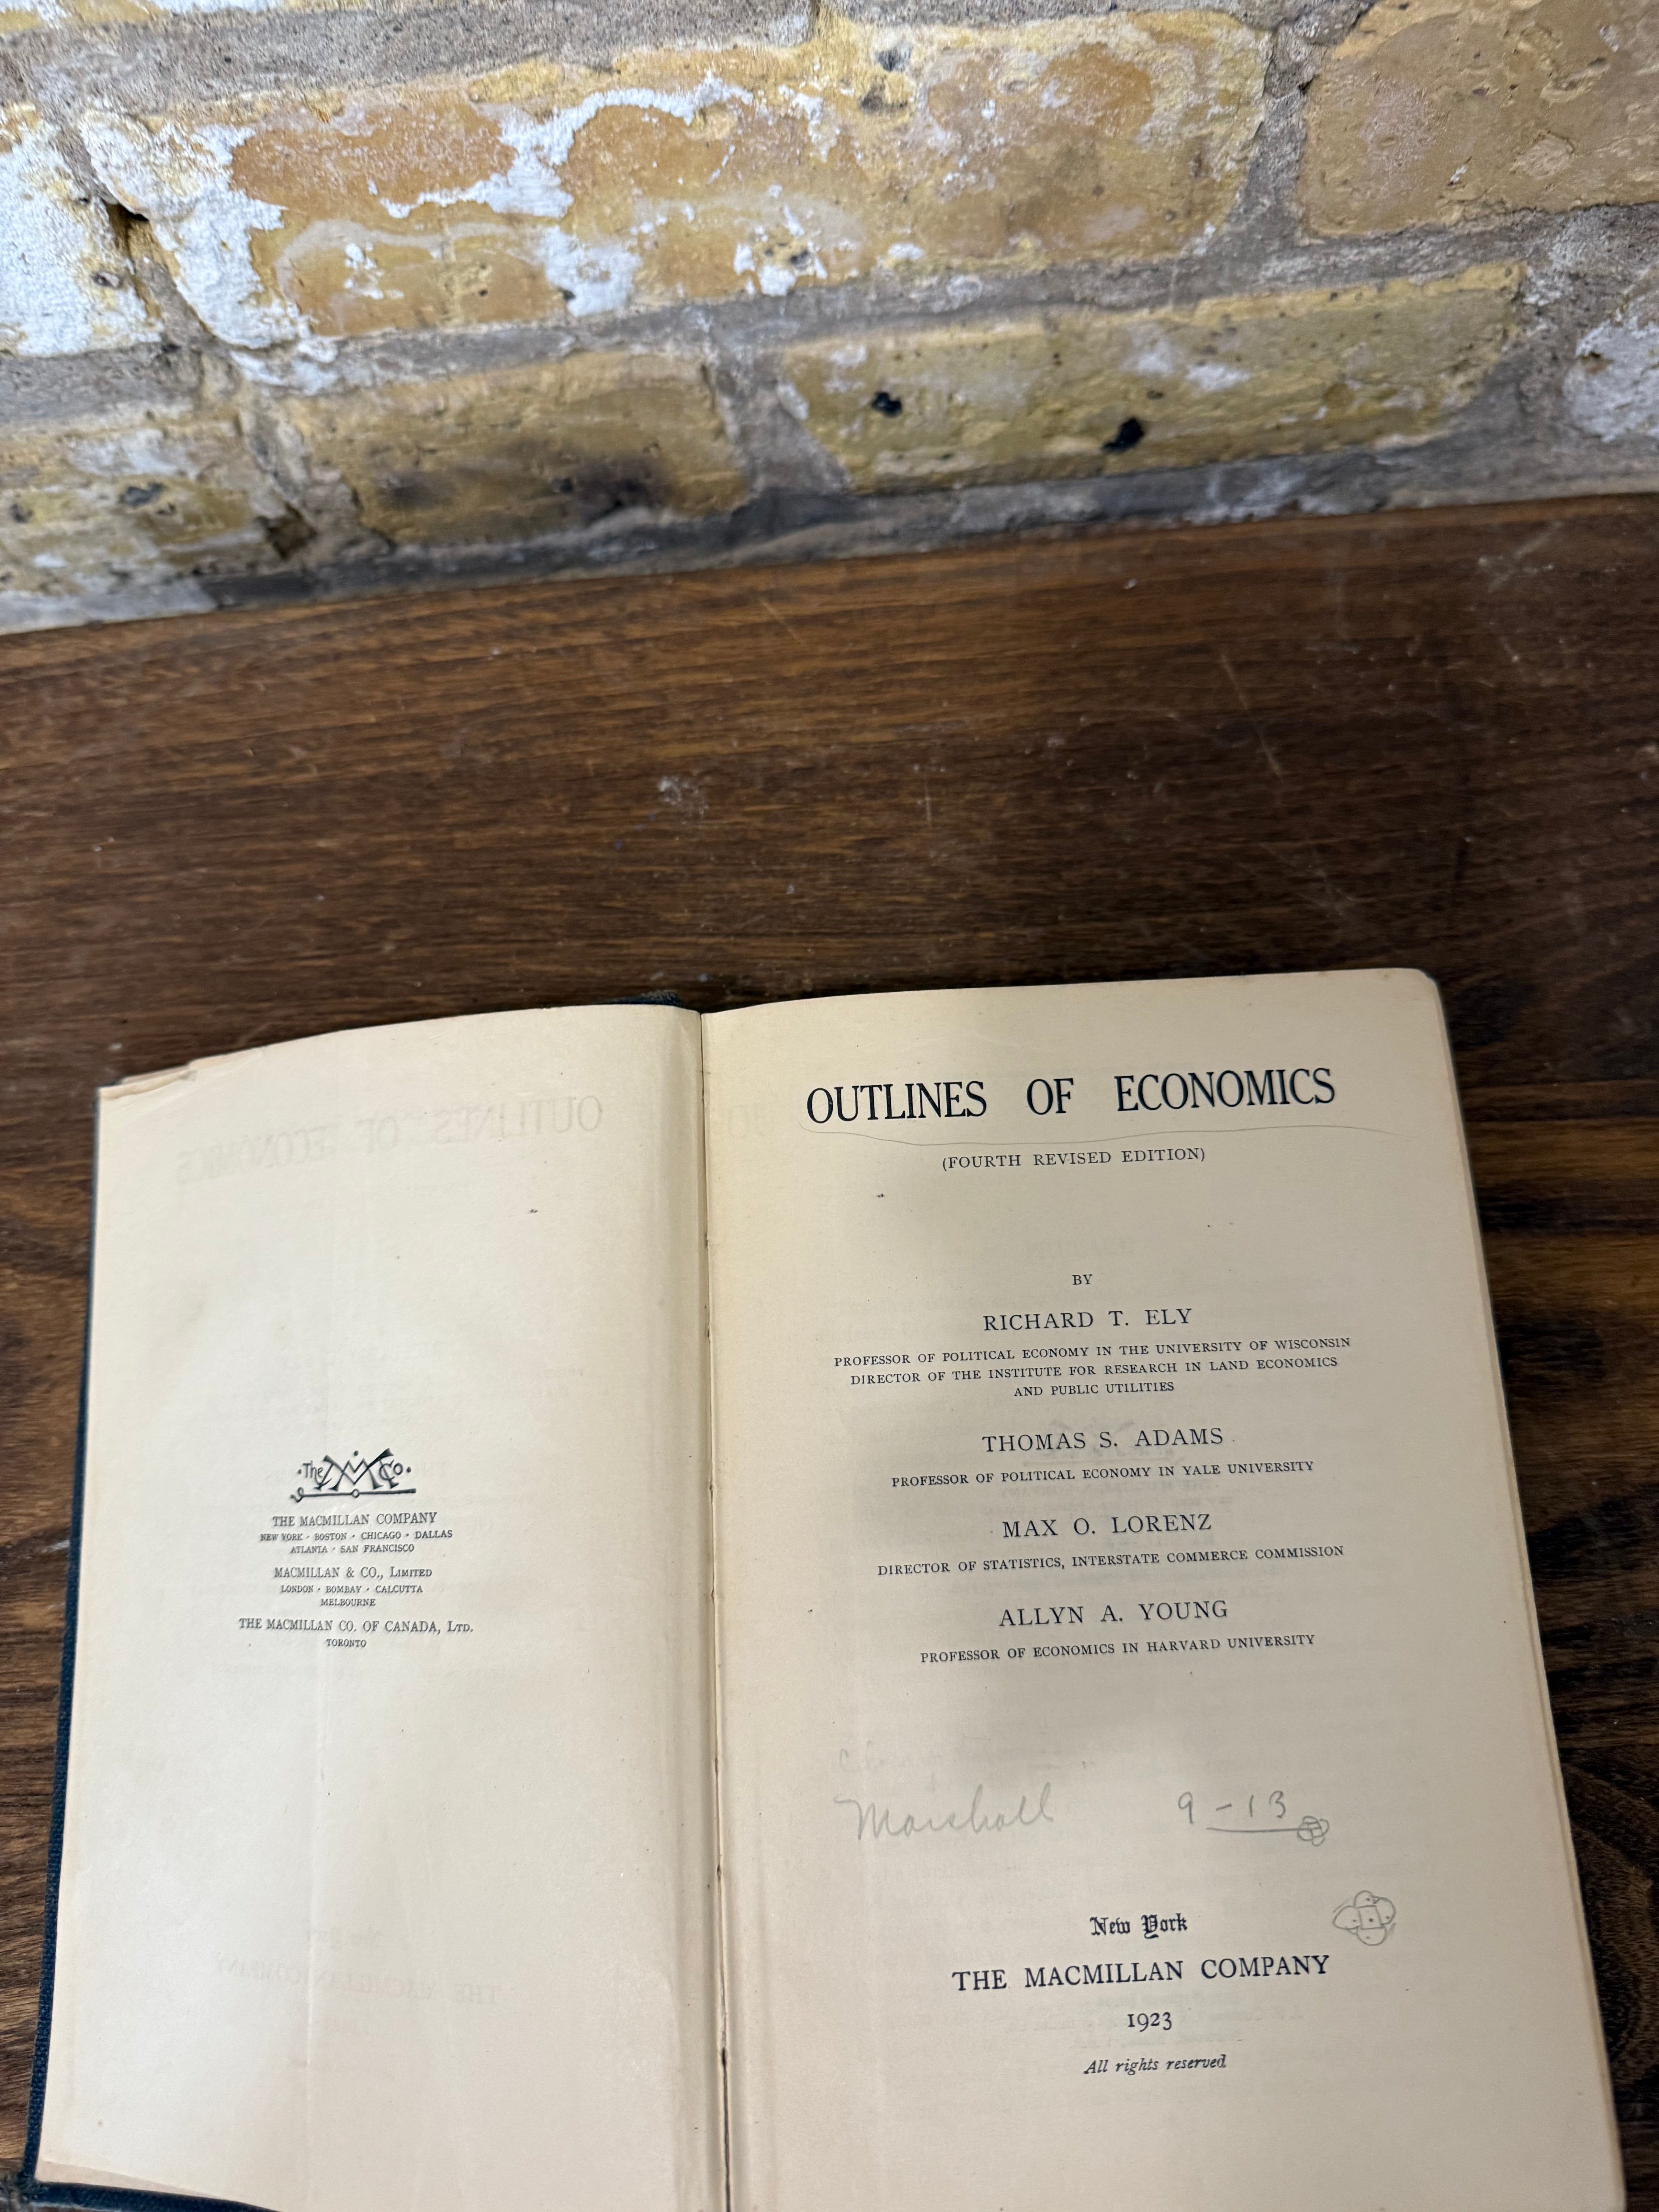 The M Co.
THE MACMILLAN COMPANY
NEW YORK · BOSTON · CHICAGO · DALLAS
ATLANTA · SAN FRANCISCO
MACMILLAN & CO., LIMITED
LONDON · BOMBAY · CALCUTTA
MELBOURNE
THE MACMILLAN CO. OF CANADA, LTD.
TORONTO
OUTLINES OF ECONOMICS
(FOURTH REVISED EDITION)
BY
RICHARD T. ELY
PROFESSOR OF POLITICAL ECONOMY IN THE UNIVERSITY OF WISCONSIN
DIRECTOR OF THE INSTITUTE FOR RESEARCH IN LAND ECONOMICS
AND PUBLIC UTILITIES
THOMAS S. ADAMS
PROFESSOR OF POLITICAL ECONOMY IN YALE UNIVERSITY
MAX O. LORENZ
DIRECTOR OF STATISTICS, INTERSTATE COMMERCE COMMISSION
ALLYN A. YOUNG
PROFESSOR OF ECONOMICS IN HARVARD UNIVERSITY
Marshall 9-13
New York
THE MACMILLAN COMPANY
1923
All rights reserved